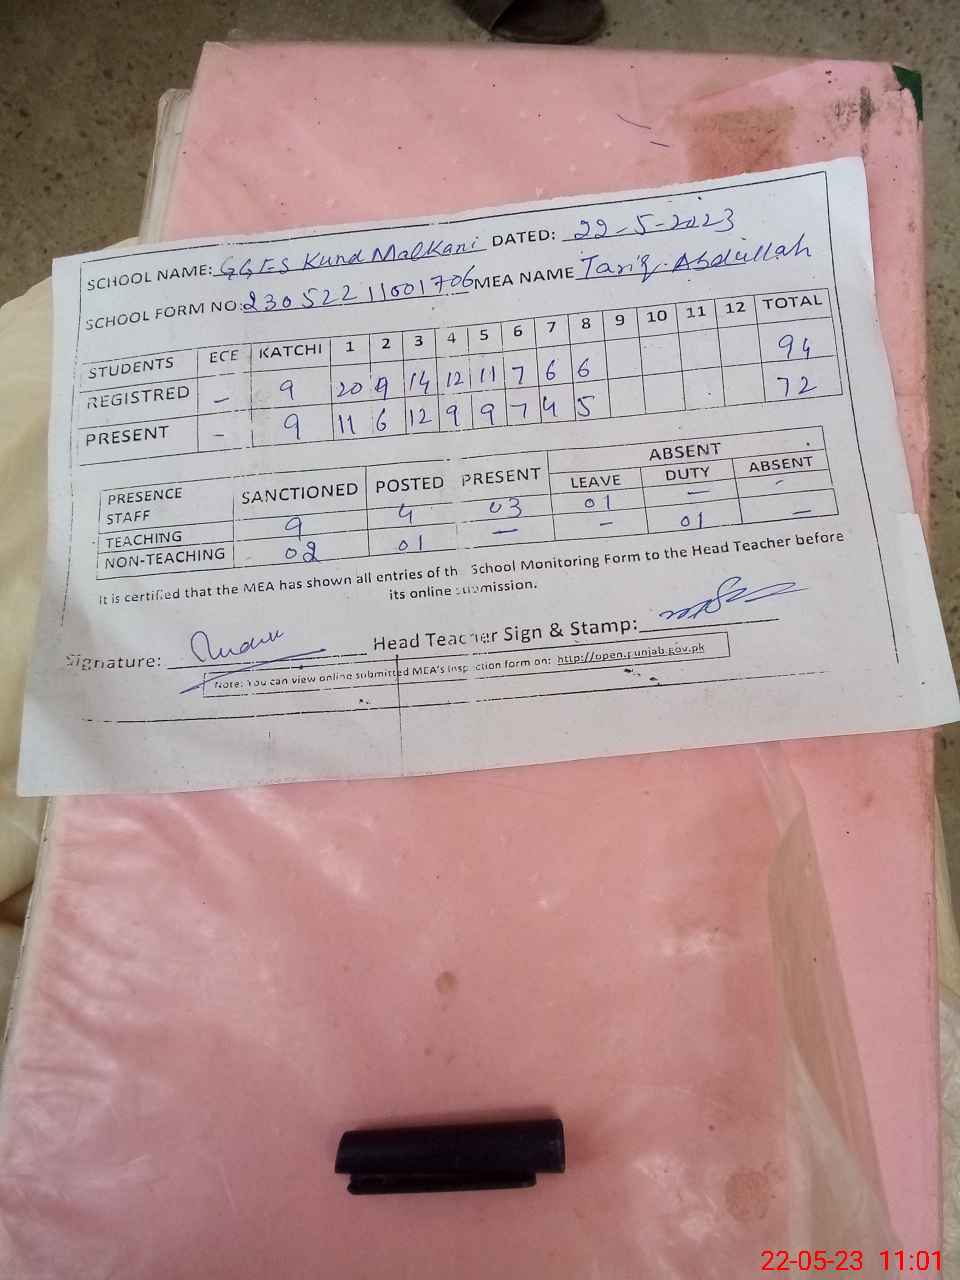 SCHOOL NAME: GGES Kund Malkani DATED: 22-5-2023
SCHOOL FORM NO: 23052211001706 MEA NAME Tariq Abdullah
STUDENTS ECE KATCHI 1 2 3 4 5 6 7 8 9 10 11 12 TOTAL
REGISTRED - 9 20 9 14 12 11 7 6 6 94
PRESENT - 9 11 6 12 9 9 7 4 5 72
PRESENCE STAFF SANCTIONED POSTED PRESENT ABSENT
LEAVE DUTY ABSENT
TEACHING 9 4 03 01 - -
NON-TEACHING 02 01 - - 01 -
It is certified that the MEA has shown all entries of th School Monitoring Form to the Head Teacher before
its online submission.
Signature: Head Teacher Sign & Stamp:
Note: You can view online submitted MEA's Inspection form on: http://open.punjab.gov.pk
22-05-23 11:01